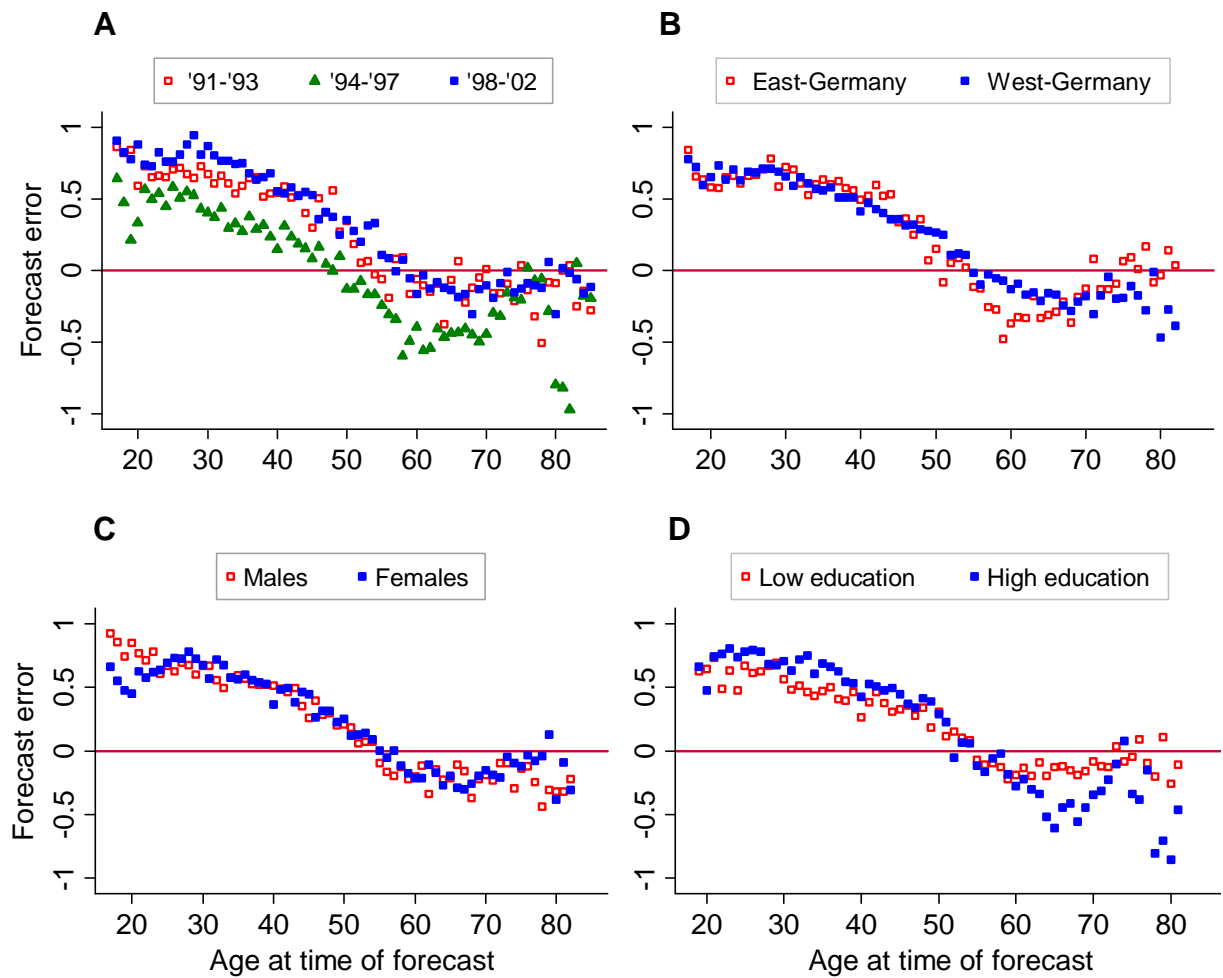 A
'91-'93 '94-'97 '98-'02
Forecast error
1
0.5
0
-0.5
-1
20 30 40 50 60 70 80
B
East-Germany West-Germany
1
0.5
0
-0.5
-1
20 30 40 50 60 70 80
C
Males Females
Forecast error
1
0.5
0
-0.5
-1
20 30 40 50 60 70 80
Age at time of forecast
D
Low education High education
1
0.5
0
-0.5
-1
20 30 40 50 60 70 80
Age at time of forecast